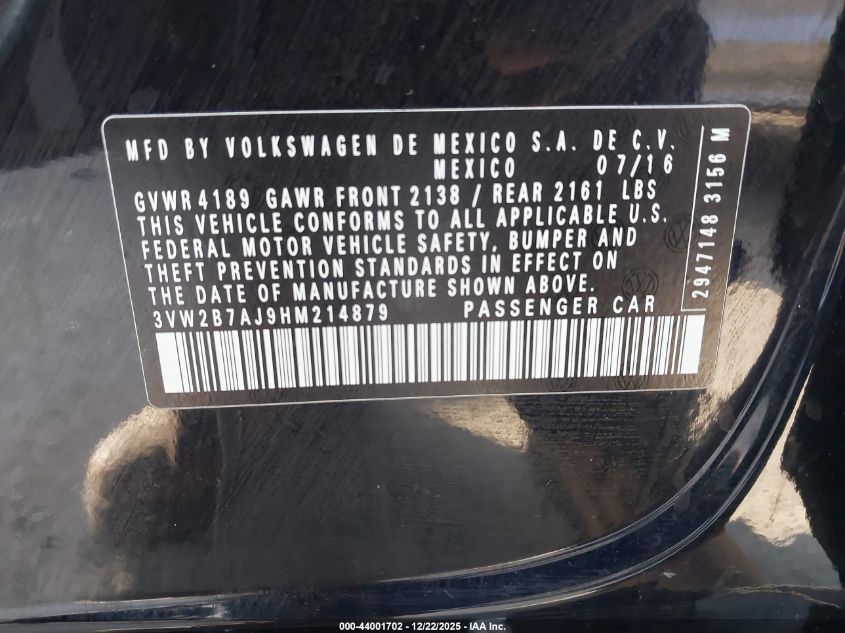 MFD BY VOLKSWAGEN DE MEXICO S.A. DE C.V.
MEXICO 07/16
GVWR 4189 GAWR FRONT 2138 / REAR 2161 LBS
THIS VEHICLE CONFORMS TO ALL APPLICABLE U.S.
FEDERAL MOTOR VEHICLE SAFETY, BUMPER AND
THEFT PREVENTION STANDARDS IN EFFECT ON
THE DATE OF MANUFACTURE SHOWN ABOVE.
3VW2B7AJ9HM214879 PASSENGER CAR
2947148 3156 M
000-44001702 - 12/22/2025 - IAA Inc.